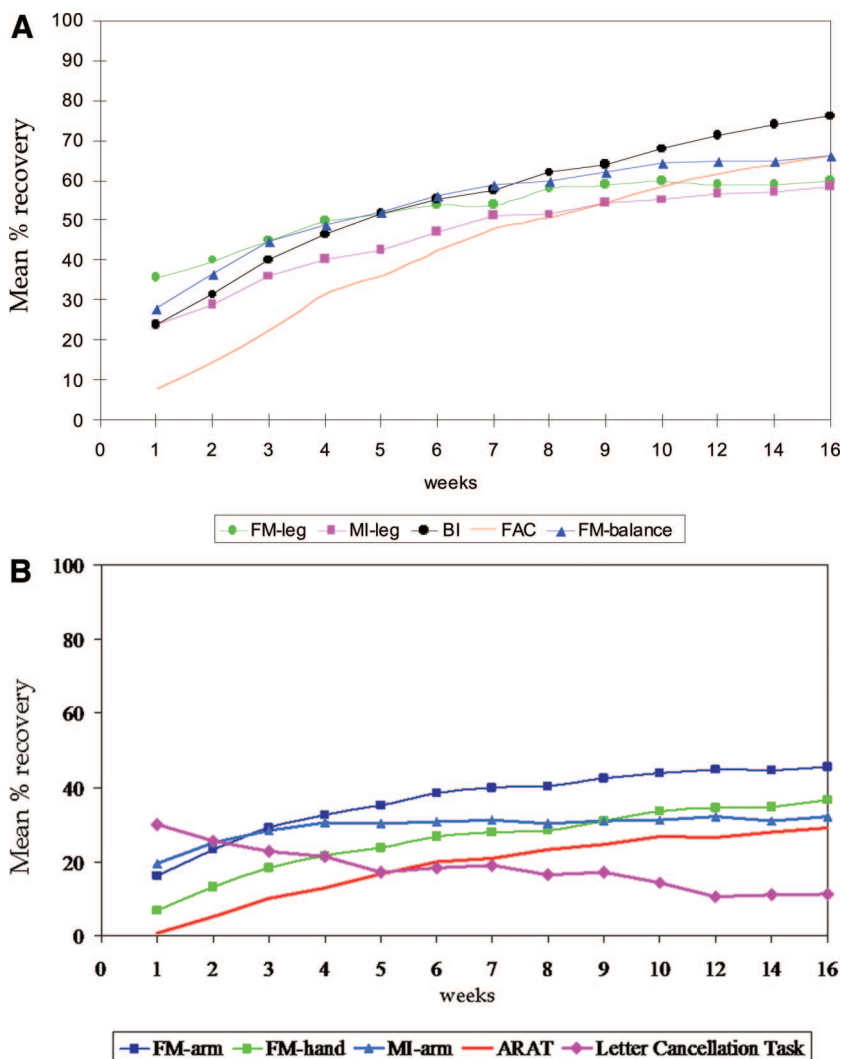 A
Mean % recovery
100
90
80
70
60
50
40
30
20
10
0
0 1 2 3 4 5 6 7 8 9 10 12 14 16
weeks
FM-leg MI-leg BI FAC FM-balance
B
Mean % recovery
100
80
60
40
20
0
0 1 2 3 4 5 6 7 8 9 10 12 14 16
weeks
FM-arm FM-hand MI-arm ARAT Letter Cancellation Task